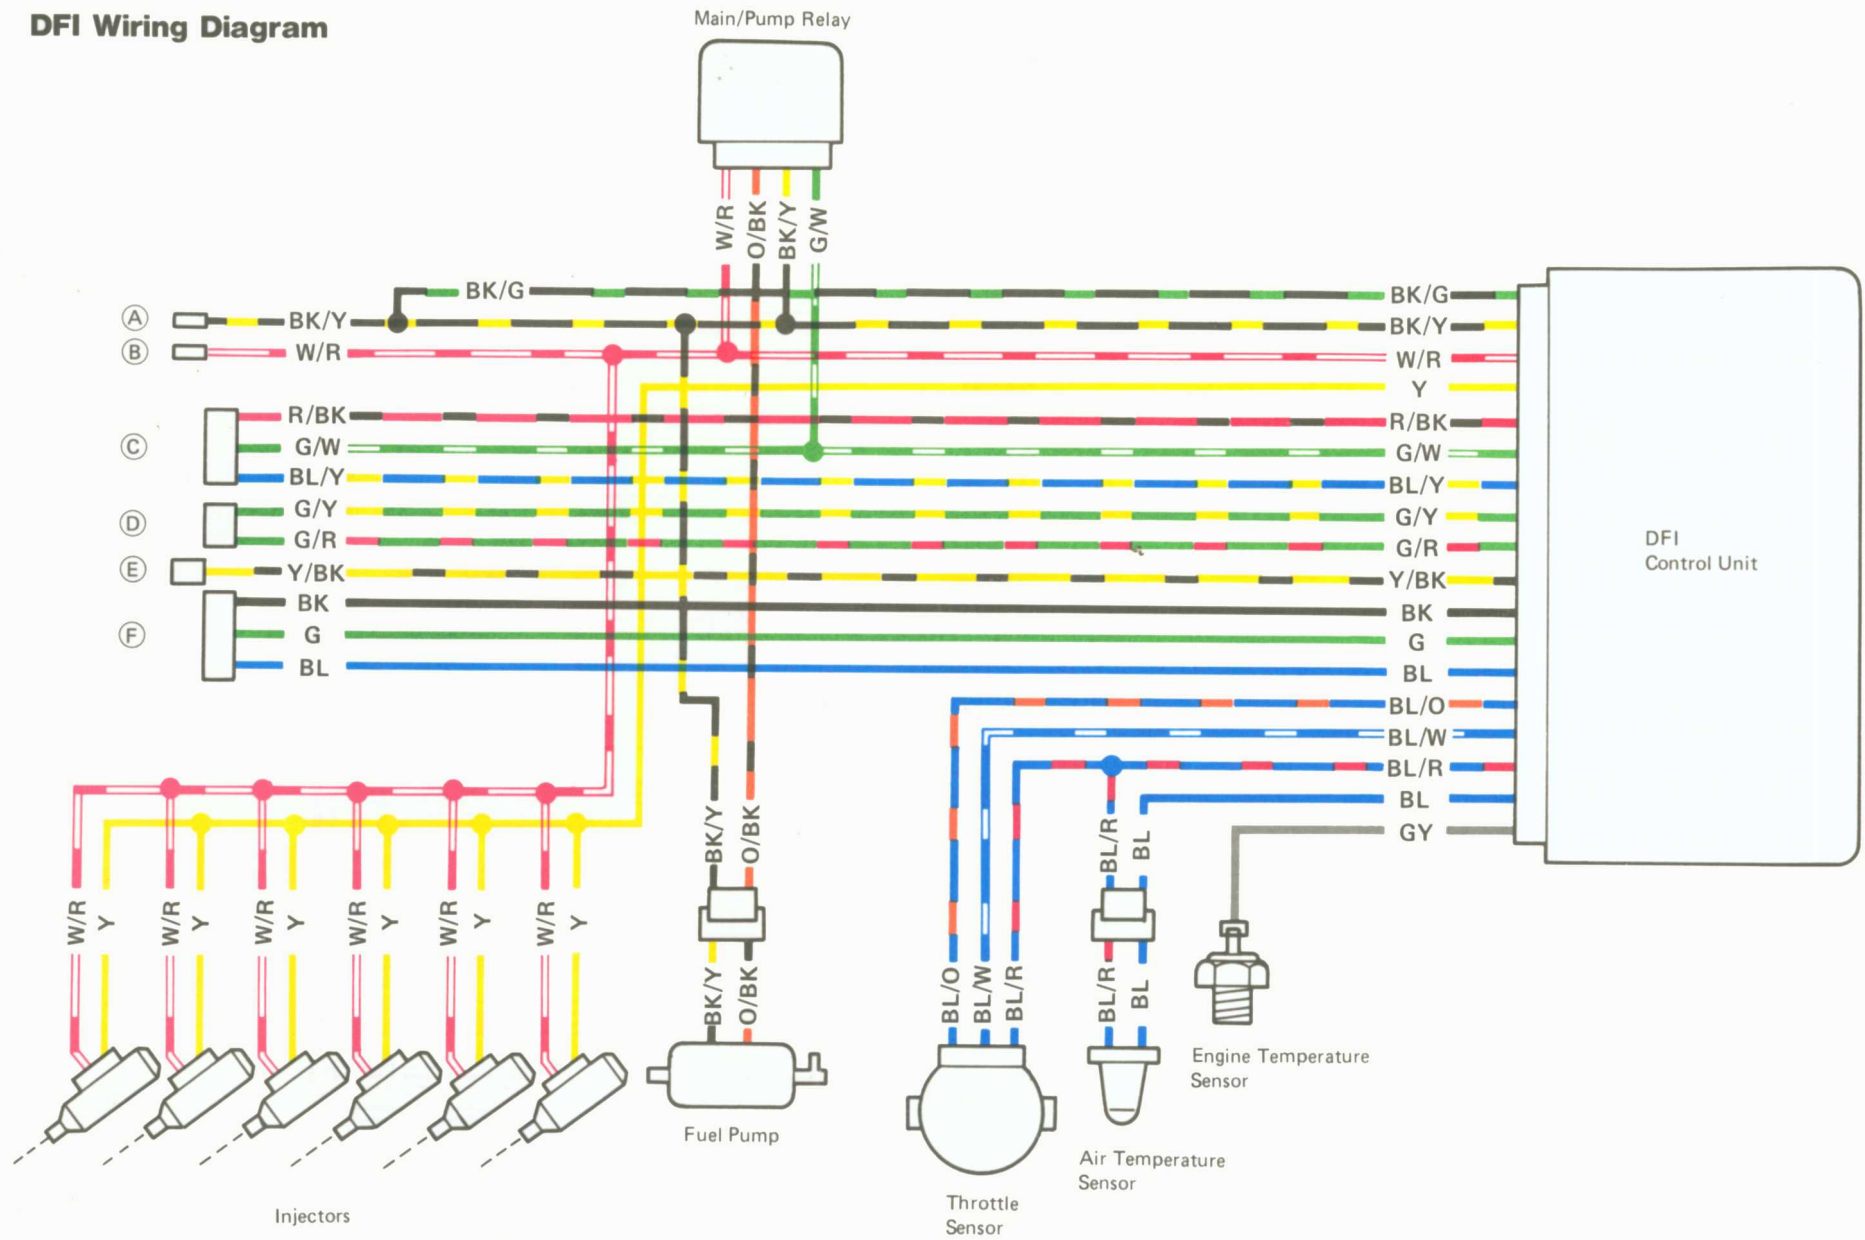 DFI Wiring Diagram
Main/Pump Relay
W/R O/BK BK/Y G/W
BK/G BK/G
A BK/Y BK/Y
B W/R W/R
Y
R/BK R/BK
C G/W G/W
BL/Y BL/Y
G/Y G/Y
D G/R G/R
E Y/BK Y/BK
BK BK
F G G
BL BL
DFI
Control Unit
BL/O
BL/W
BL/R
BL
GY
BK/Y O/BK BL/R BL
W/R Y W/R Y W/R Y W/R Y W/R Y W/R Y
BK/Y O/BK BL/O BL/W BL/R BL/R BL
Engine Temperature
Sensor
Fuel Pump
Air Temperature
Sensor
Throttle
Sensor
Injectors